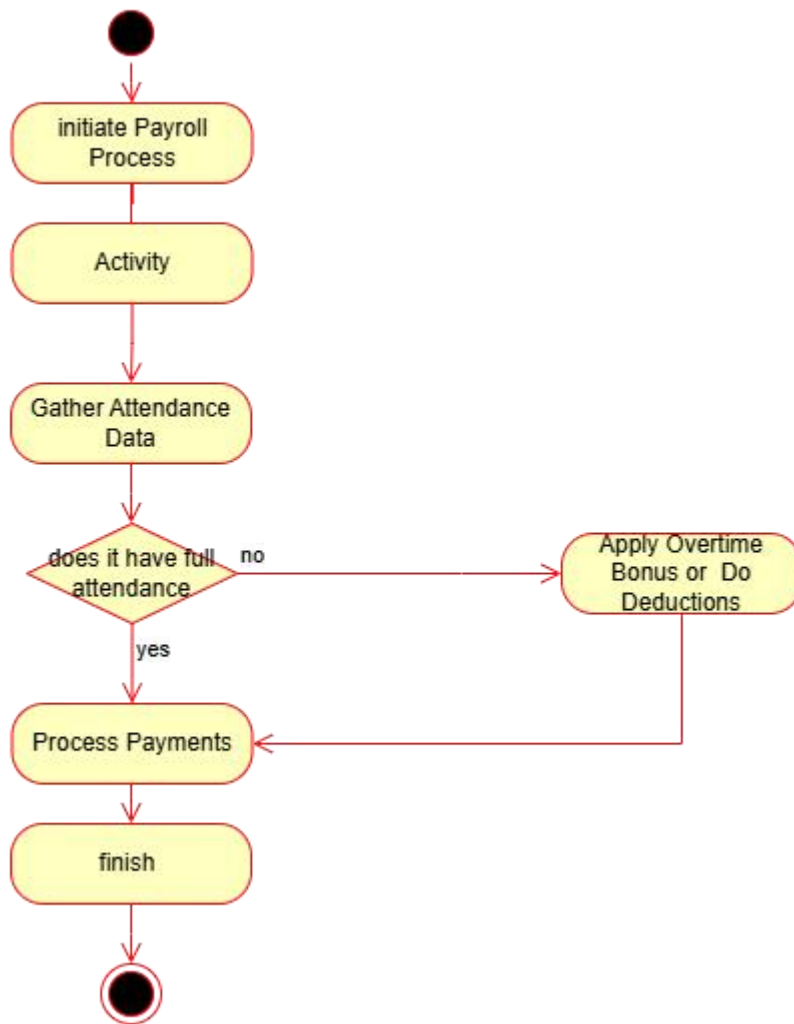 initiate Payroll
Process
Activity
Gather Attendance
Data
does it have full
attendance
no
Apply Overtime
Bonus or  Do
Deductions
yes
Process Payments
finish